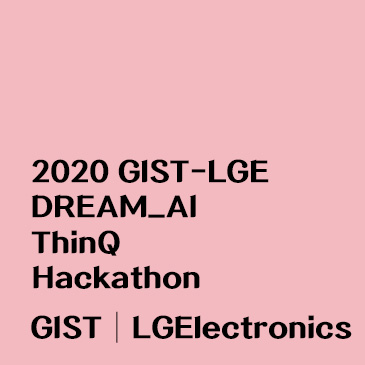 2020 GIST-LGE
DREAM_AI
ThinQ
Hackathon
GIST | LGElectronics